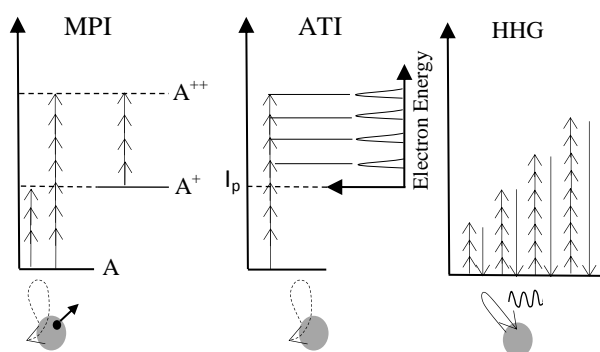 MPI
ATI
HHG
A++
A+
A
Ip
Electron Energy